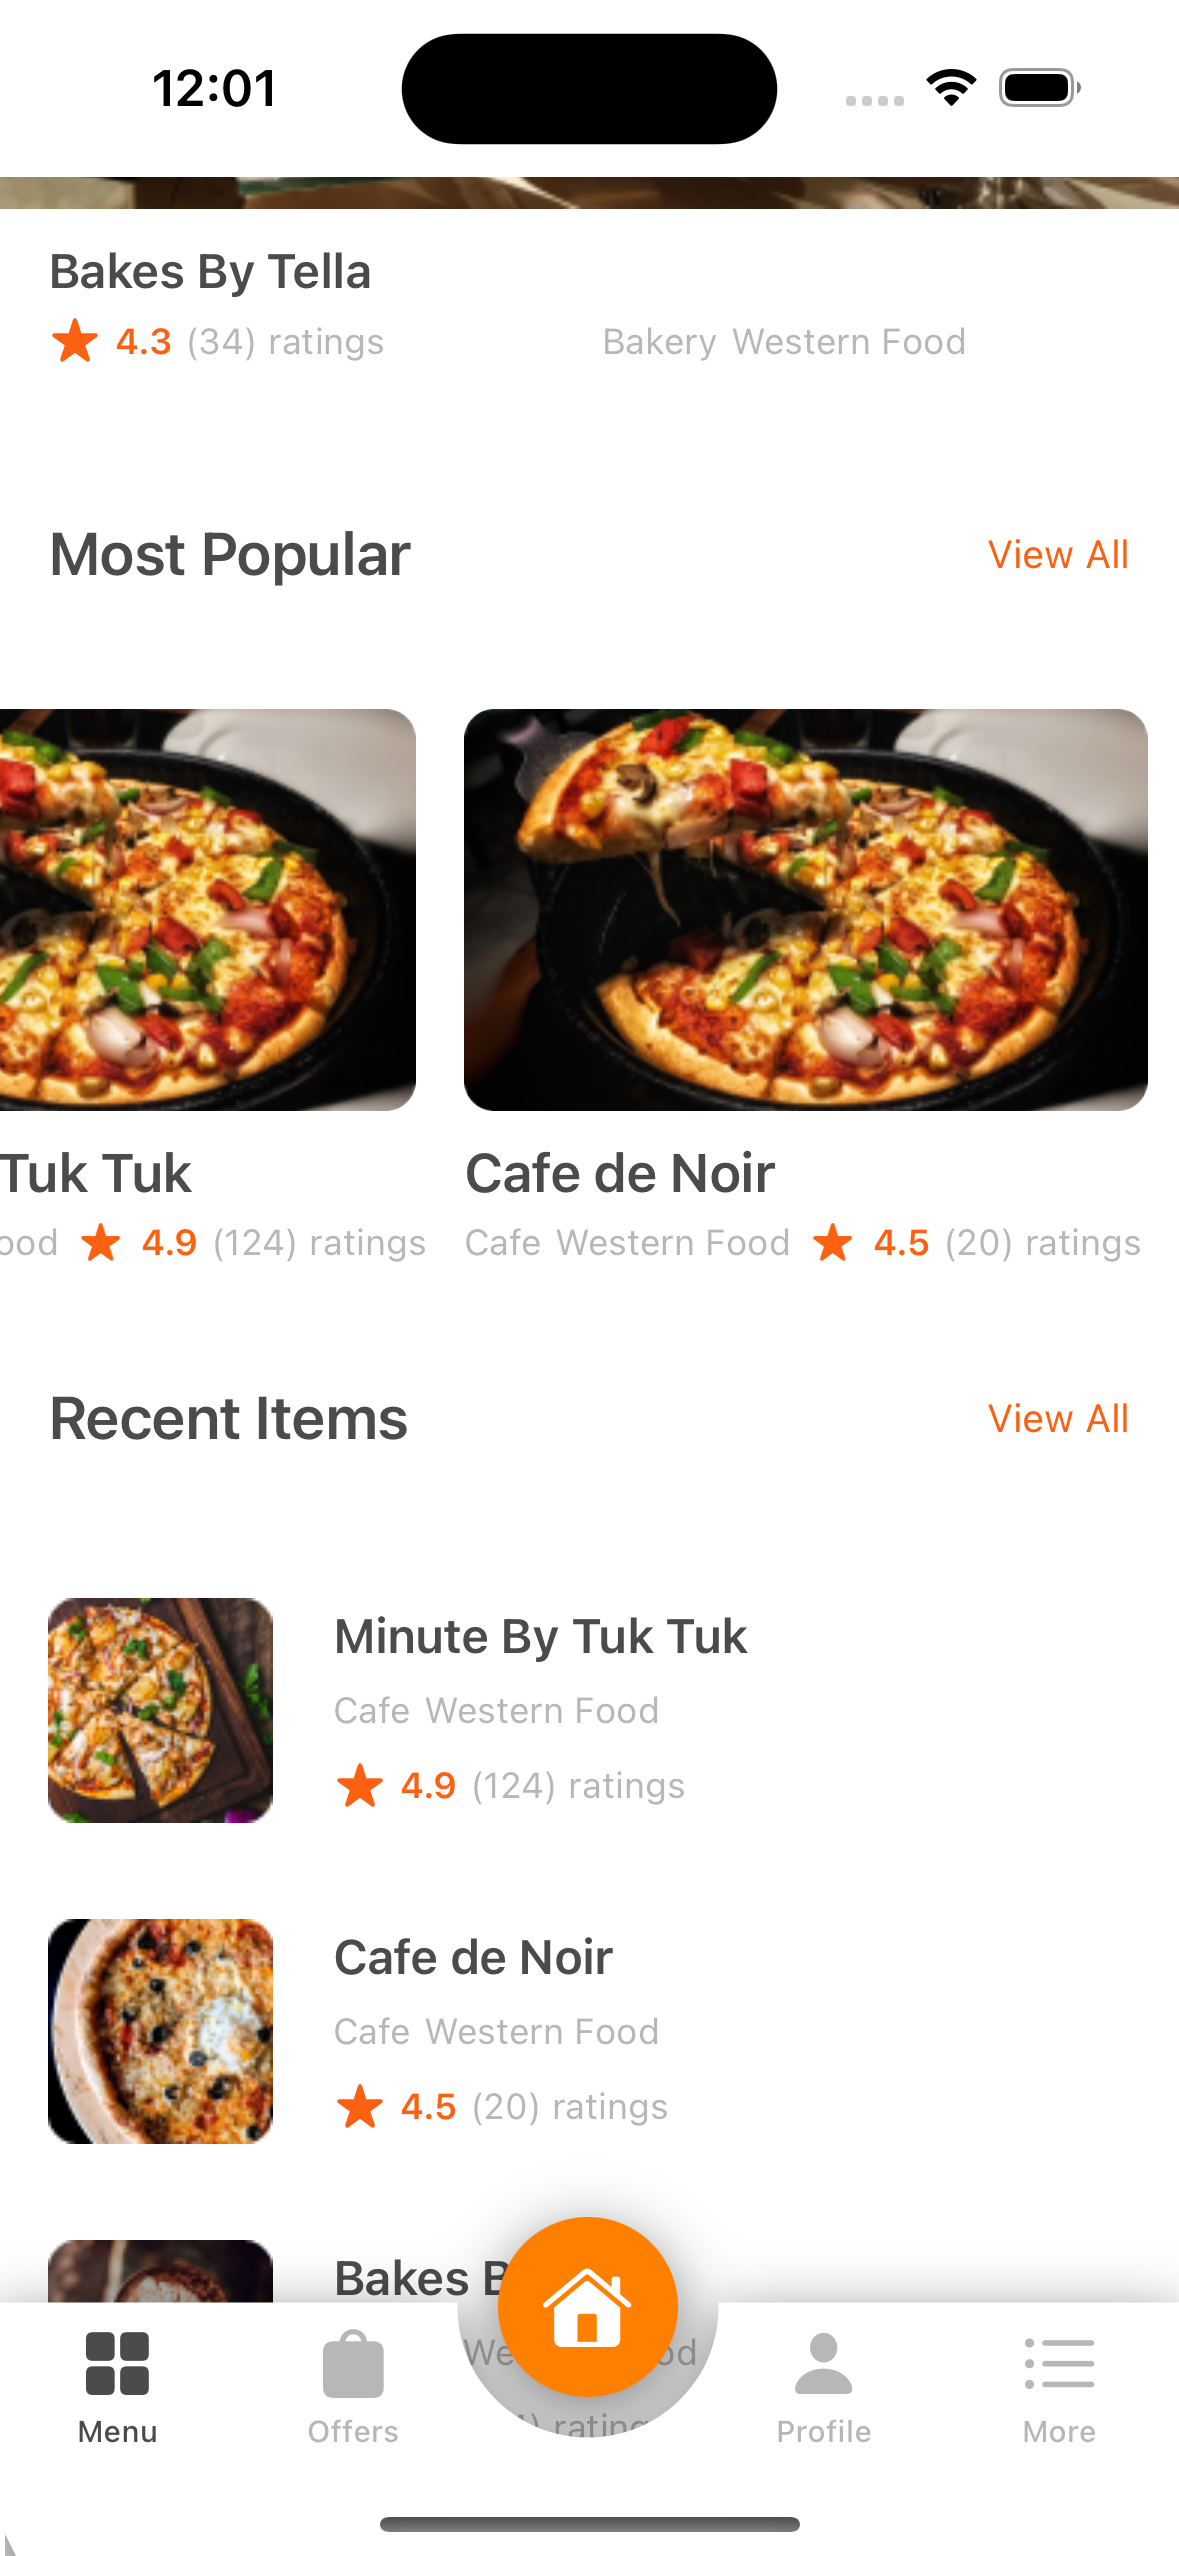 12:01
Bakes By Tella
4.3 (34) ratings Bakery Western Food
Most Popular View All
Tuk Tuk Cafe de Noir
4.9 (124) ratings Cafe Western Food 4.5 (20) ratings
Recent Items View All
Minute By Tuk Tuk
Cafe Western Food
4.9 (124) ratings
Cafe de Noir
Cafe Western Food
4.5 (20) ratings
Bakes
Menu Offers Profile More